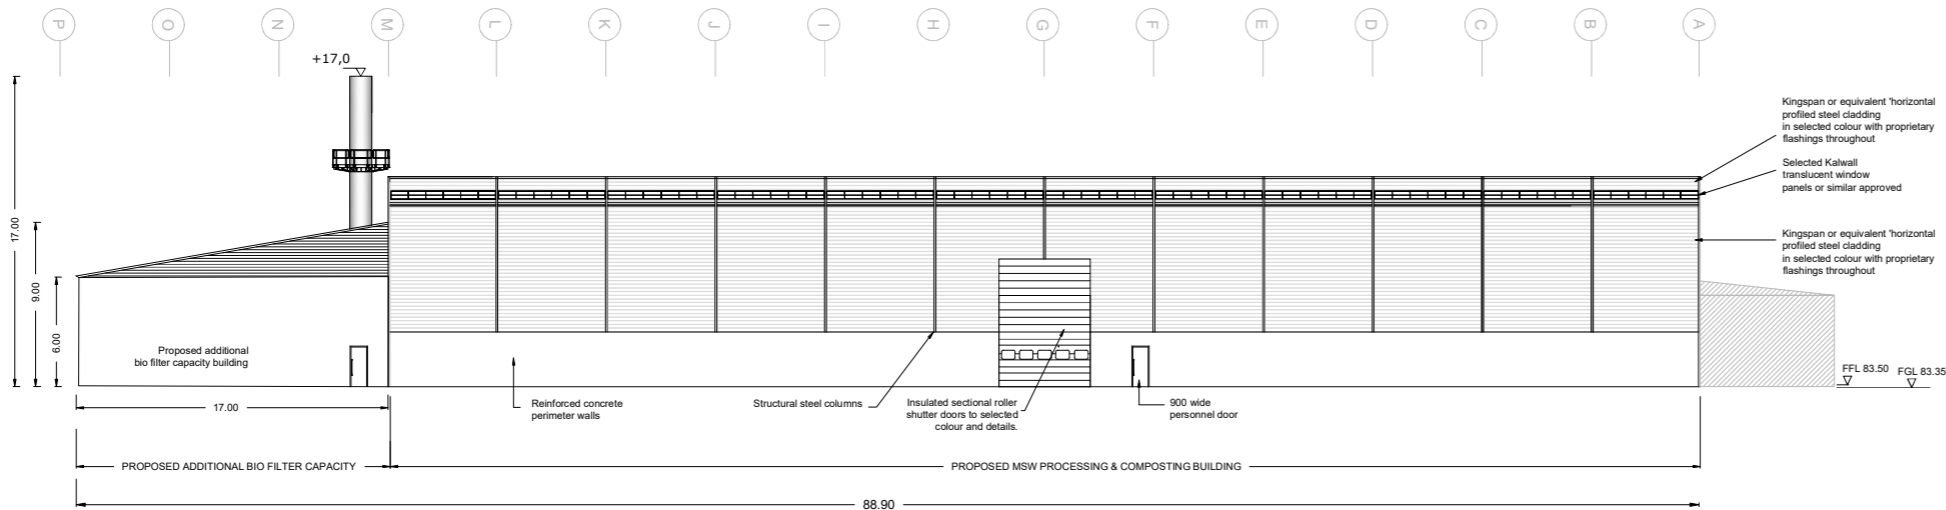 P O N M L K J I H G F E D C B A
+17,0
17.00
9.00
6.00
Kingspan or equivalent 'horizontal
profiled steel cladding
in selected colour with proprietary
flashings throughout
Selected Kalwall
translucent window
panels or similar approved
Kingspan or equivalent 'horizontal
profiled steel cladding
in selected colour with proprietary
flashings throughout
Proposed additional
bio filter capacity building
FFL 83.50
FGL 83.35
17.00
Reinforced concrete
perimeter walls
Structural steel columns
Insulated sectional roller
shutter doors to selected
colour and details.
900 wide
personnel door
PROPOSED ADDITIONAL BIO FILTER CAPACITY
PROPOSED MSW PROCESSING & COMPOSTING BUILDING
88.90